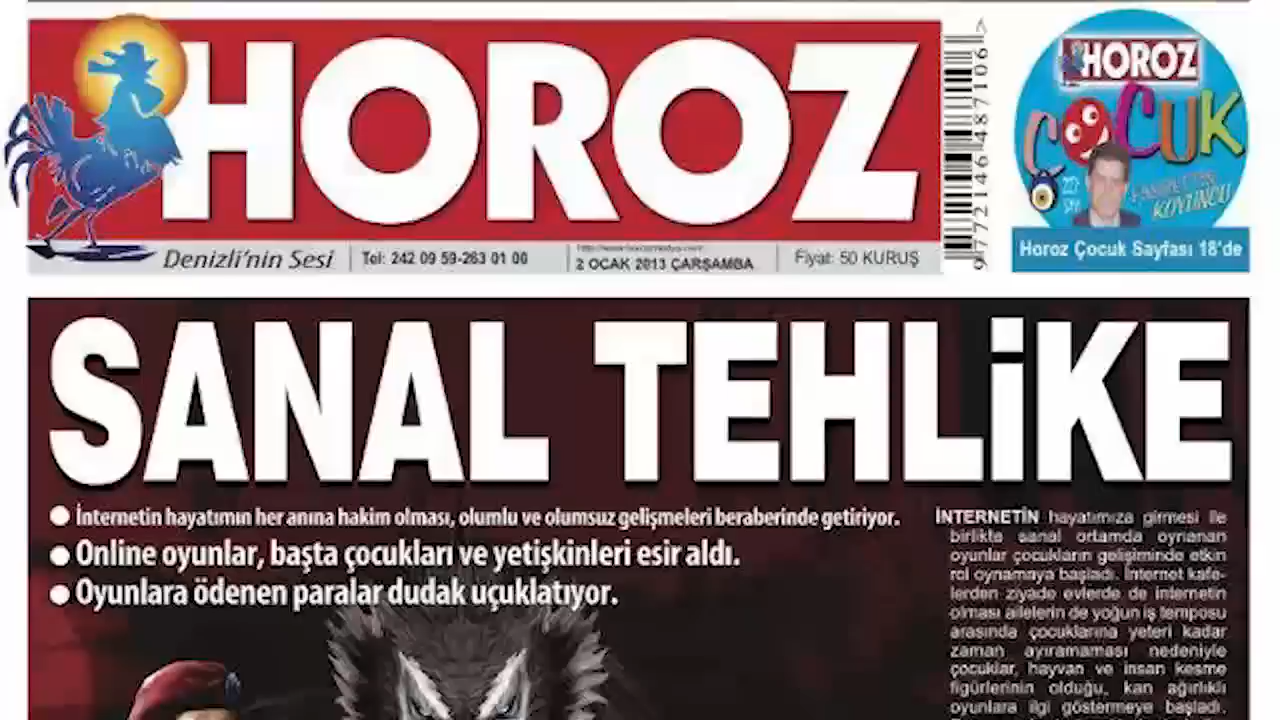 HOROZ
Denizli'nin Sesi
Tel: 242 09 59-263 01 00
2 OCAK 2013 ÇARŞAMBA
Fiyat: 50 KURUŞ
9 772146 487106
HOROZ
ÇOCUK
KOYUNCU
Horoz Çocuk Sayfası 18'de
SANAL TEHLİKE
● İnternetin hayatımın her anına hakim olması, olumlu ve olumsuz gelişmeleri beraberinde getiriyor.
● Online oyunlar, başta çocukları ve yetişkinleri esir aldı.
● Oyunlara ödenen paralar dudak uçuklatıyor.
İNTERNETİN hayatımıza girmesi ile
birlikte sanal ortamda oynanan
oyunlar çocukların gelişiminde etkin
rol oynamaya başladı. İnternet kafe-
lerden ziyade evlerde de internetin
olması ailelerin de yoğun iş temposu
arasında çocuklarına yeteri kadar
zaman ayıramaması nedeniyle
çocuklar, hayvan ve insan kesme
figürlerinin olduğu, kan ağırlıklı
oyunlara ilgi göstermeye başladı.